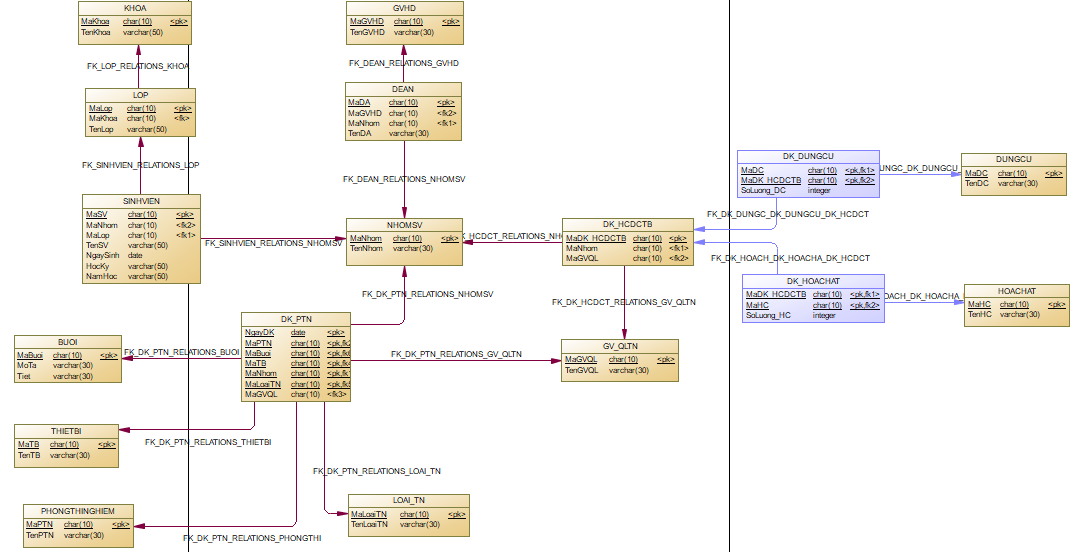 KHOA
MaKhoa char(10) <pk>
TenKhoa varchar(50)
GVHD
MaGVHD char(10) <pk>
TenGVHD varchar(30)
FK_LOP_RELATIONS_KHOA
FK_DEAN_RELATIONS_GVHD
LOP
MaLop char(10) <pk>
MaKhoa char(10) <fk>
TenLop varchar(50)
DEAN
MaDA char(10) <pk>
MaGVHD char(10) <fk2>
MaNhom char(10) <fk1>
TenDA varchar(30)
FK_SINHVIEN_RELATIONS_LOP
FK_DEAN_RELATIONS_NHOMSV
DK_DUNGCU
MaDC char(10) <pk,fk1>
MaDK_HCDCTB char(10) <pk,fk2>
SoLuong_DC integer
UNGC_DK_DUNGCU
DUNGCU
MaDC char(10) <pk>
TenDC varchar(30)
SINHVIEN
MaSV char(10) <pk>
MaNhom char(10) <fk2>
MaLop char(10) <fk1>
TenSV varchar(50)
NgaySinh date
HocKy varchar(50)
NamHoc varchar(50)
FK_SINHVIEN_RELATIONS_NHOMSV
NHOMSV
MaNhom char(10) <pk>
TenNhom varchar(30)
K_HCDCT_RELATIONS_NH
DK_HCDCTB
MaDK_HCDCTB char(10) <pk>
MaNhom char(10) <fk1>
MaGVQL char(10) <fk2>
FK_DK_DUNGC_DK_DUNGCU_DK_HCDCT
FK_DK_HOACH_DK_HOACHA_DK_HCDCT
DK_HOACHAT
MaDK_HCDCTB char(10) <pk,fk1>
MaHC char(10) <pk,fk2>
SoLuong_HC integer
OACH_DK_HOACHA
HOACHAT
MaHC char(10) <pk>
TenHC varchar(30)
FK_DK_PTN_RELATIONS_NHOMSV
FK_DK_HCDCT_RELATIONS_GV_QLTN
DK_PTN
NgayDK date <pk>
MaPTN char(10) <pk,fk2
MaBuoi char(10) <pk,fk
MaTB char(10) <pk,fk
MaNhom char(10) <pk,fk
MaLoaiTN char(10) <pk,fk
MaGVQL char(10) <fk3>
BUOI
MaBuoi char(10) <pk>
MoTa varchar(30)
Tiet varchar(30)
FK_DK_PTN_RELATIONS_BUOI
FK_DK_PTN_RELATIONS_GV_QLTN
GV_QLTN
MaGVQL char(10) <pk>
TenGVQL varchar(30)
THIETBI
MaTB char(10) <pk>
TenTB varchar(30)
FK_DK_PTN_RELATIONS_THIETBI
FK_DK_PTN_RELATIONS_LOAI_TN
LOAI_TN
MaLoaiTN char(10) <pk>
TenLoaiTN varchar(30)
PHONGTHINGHIEM
MaPTN char(10) <pk>
TenPTN varchar(30)
FK_DK_PTN_RELATIONS_PHONGTHI